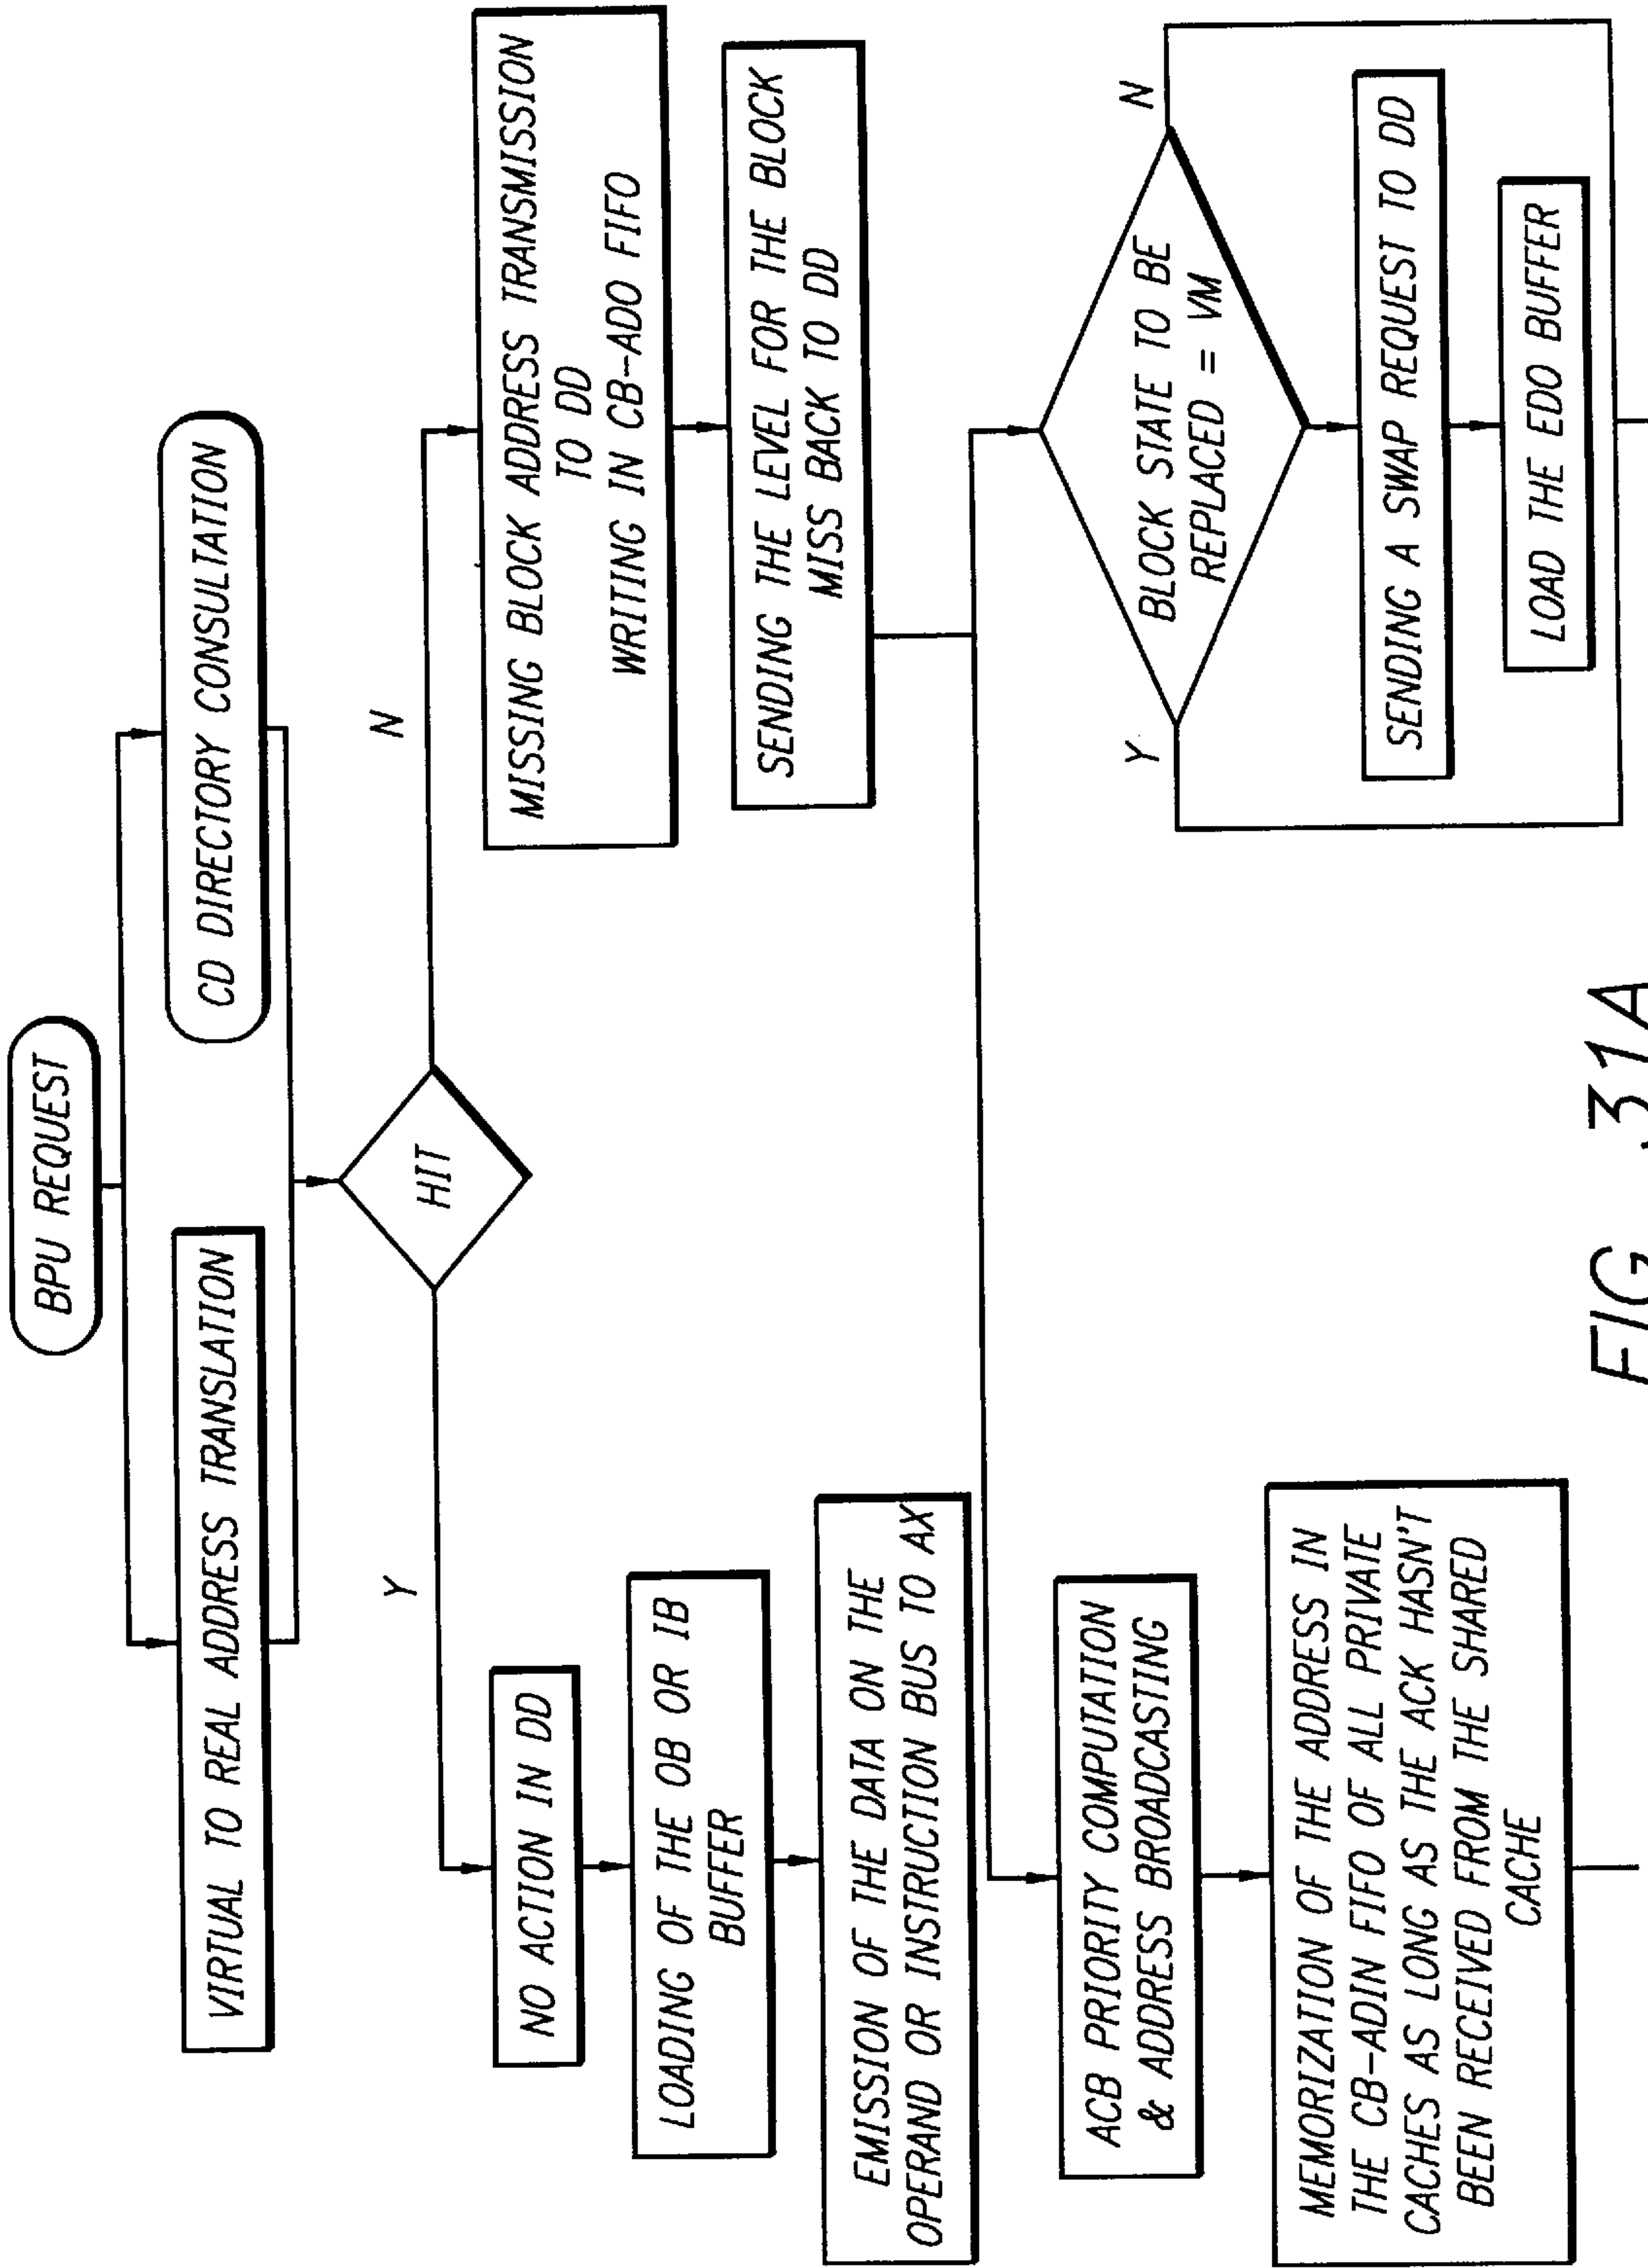 BPU REQUEST
VIRTUAL TO REAL ADDRESS TRANSLATION
CD DIRECTORY CONSULTATION
HIT
Y
N
NO ACTION IN DD
LOADING OF THE OB OR IB
BUFFER
EMISSION OF THE DATA ON THE
OPERAND OR INSTRUCTION BUS TO AX
MISSING BLOCK ADDRESS TRANSMISSION
TO DD
WRITING IN CB-ADO FIFO
SENDING THE LEVEL FOR THE BLOCK
MISS BACK TO DD
ACB PRIORITY COMPUTATION
& ADDRESS BROADCASTING
MEMORIZATION OF THE ADDRESS IN
THE CB-ADIN FIFO OF ALL PRIVATE
CACHES AS LONG AS THE ACK HASN'T
BEEN RECEIVED FROM THE SHARED
CACHE
Y
BLOCK STATE TO BE
REPLACED = VM
N
SENDING A SWAP REQUEST TO DD
LOAD THE EDO BUFFER
FIG. 31A